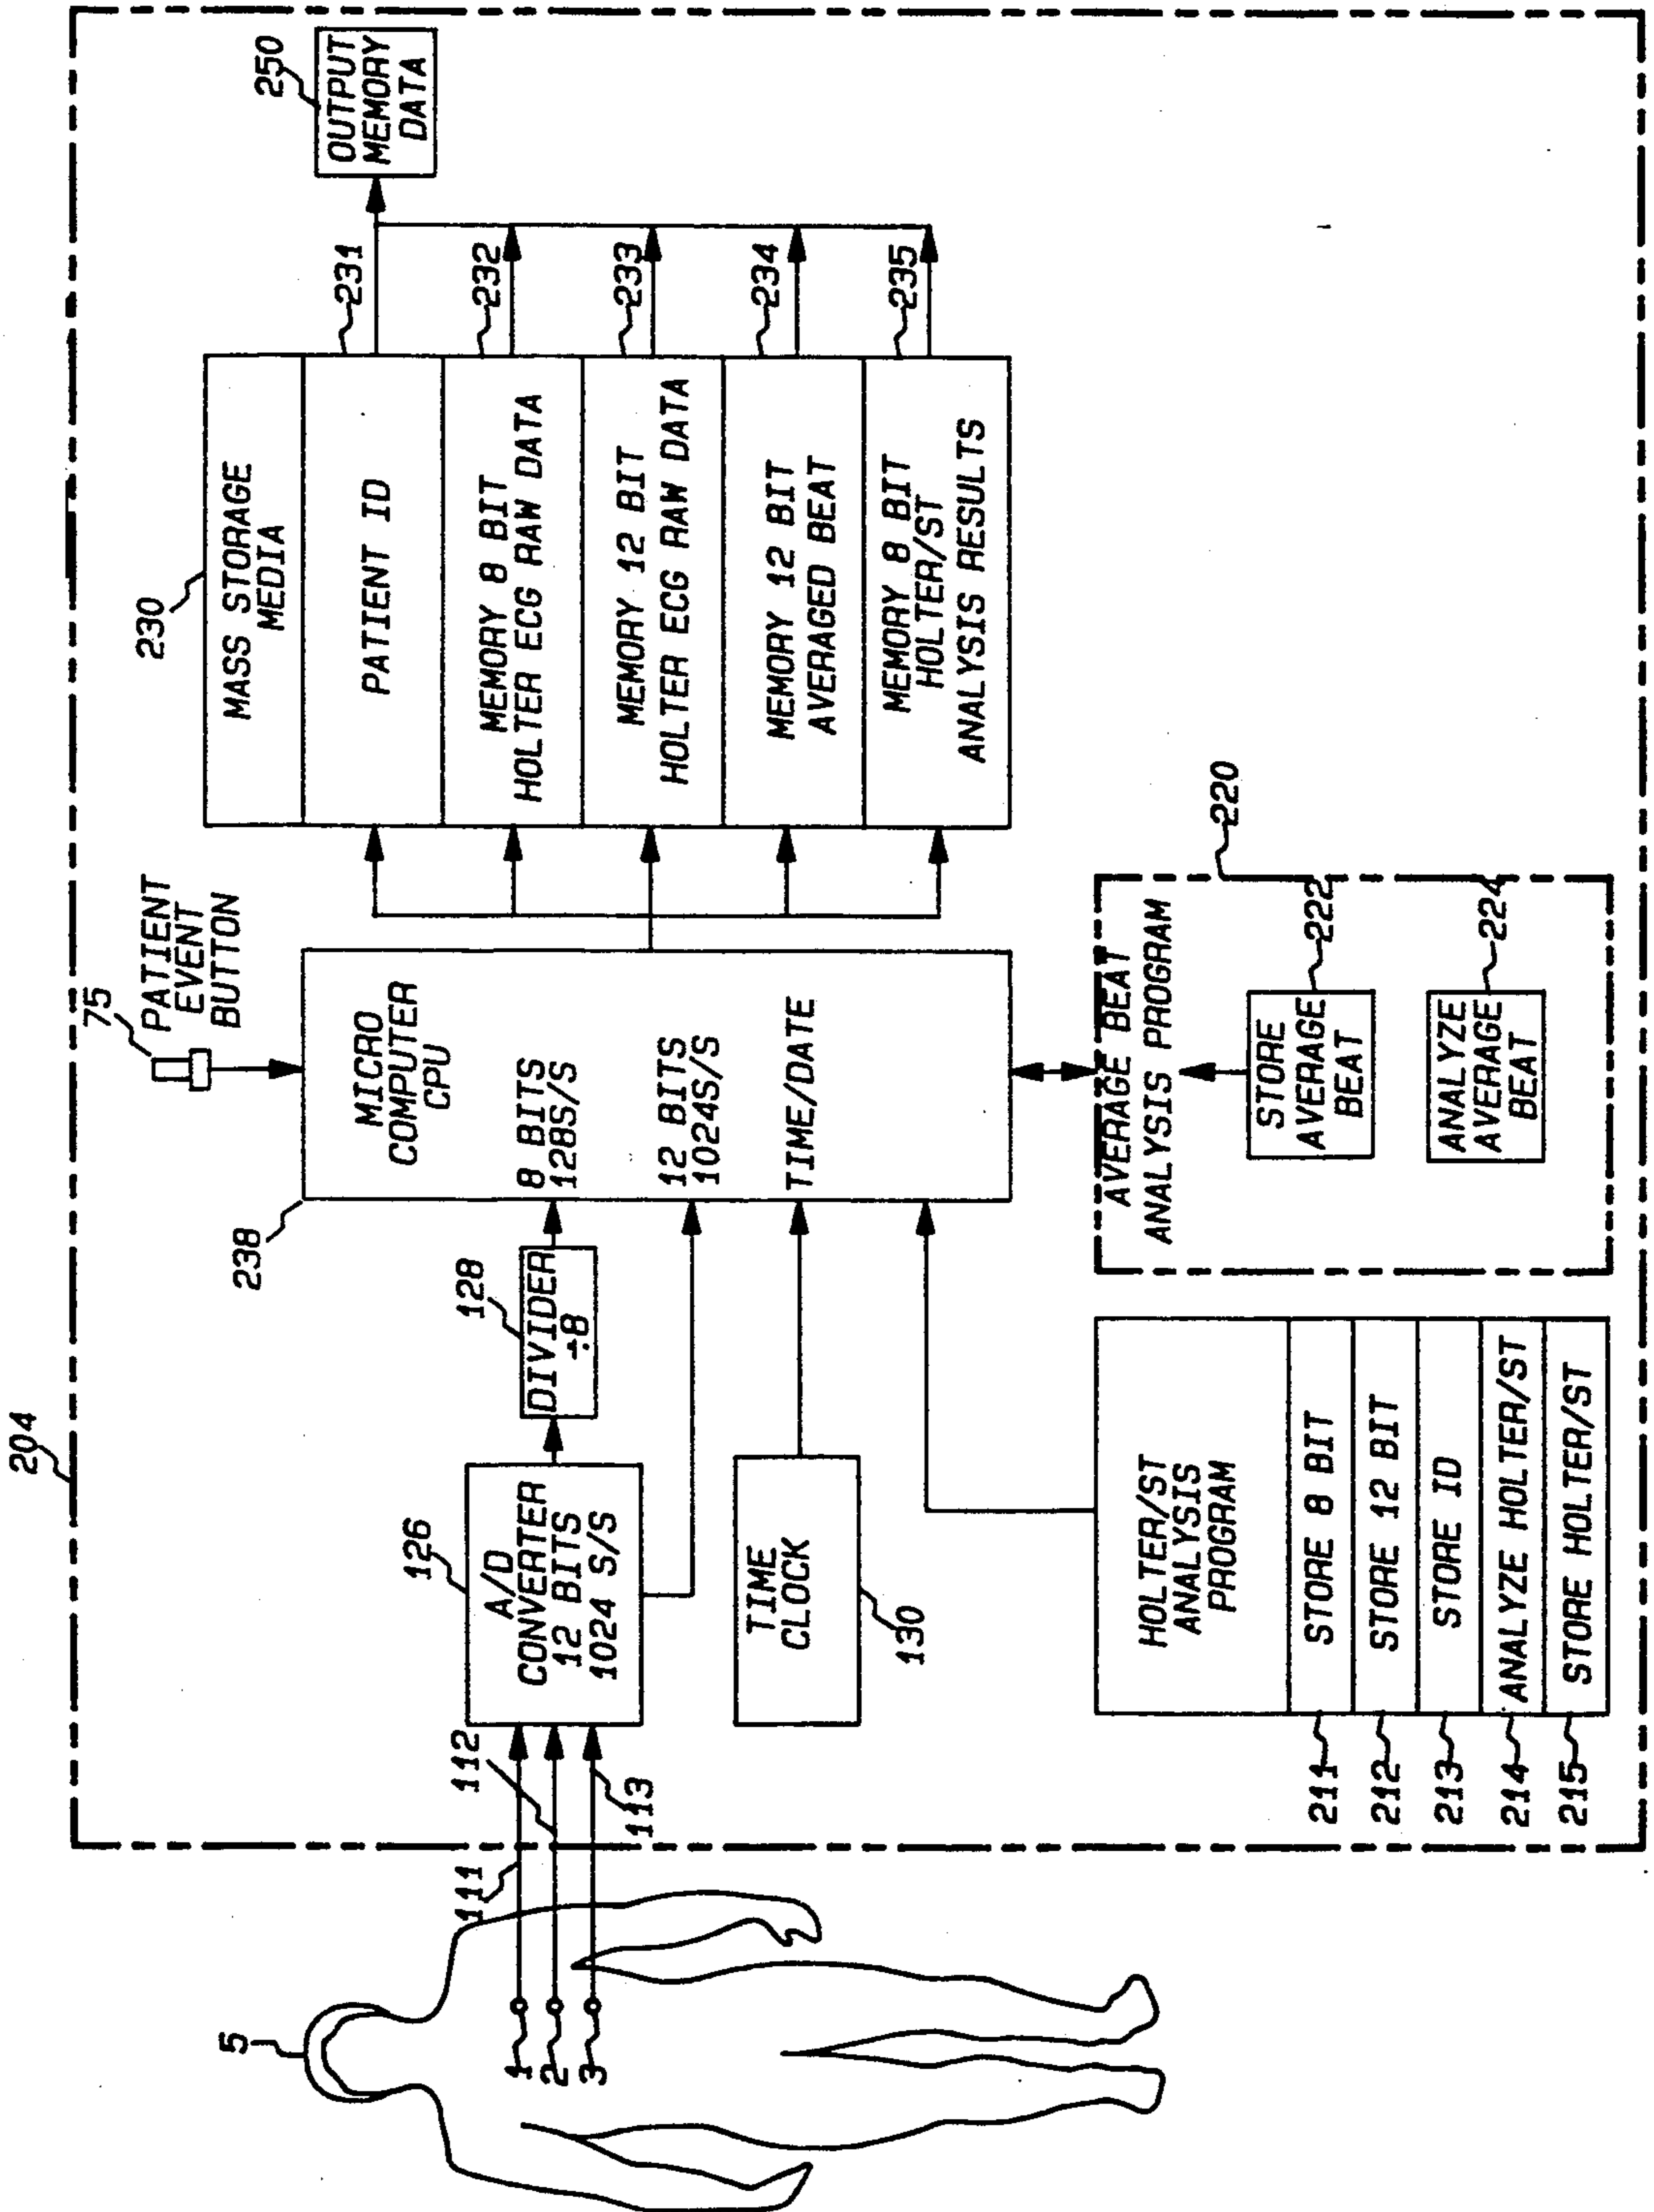 204
5
1
2
3
111
112
113
126
A/D
CONVERTER
12 BITS
1024 S/S
128
DIVIDER
÷8
TIME
CLOCK
130
HOLTER/ST
ANALYSIS
PROGRAM
211
STORE 8 BIT
212
STORE 12 BIT
213
STORE ID
214
ANALYZE HOLTER/ST
215
STORE HOLTER/ST
75
PATIENT
EVENT
BUTTON
238
MICRO
COMPUTER
CPU
8 BITS
128S/S
12 BITS
1024S/S
TIME/DATE
220
AVERAGE BEAT
ANALYSIS PROGRAM
222
STORE
AVERAGE
BEAT
224
ANALYZE
AVERAGE
BEAT
230
MASS STORAGE
MEDIA
PATIENT ID
231
MEMORY 8 BIT
HOLTER ECG RAW DATA
232
MEMORY 12 BIT
HOLTER ECG RAW DATA
233
MEMORY 12 BIT
AVERAGED BEAT
234
MEMORY 8 BIT
HOLTER/ST
ANALYSIS RESULTS
235
250
OUTPUT
MEMORY
DATA